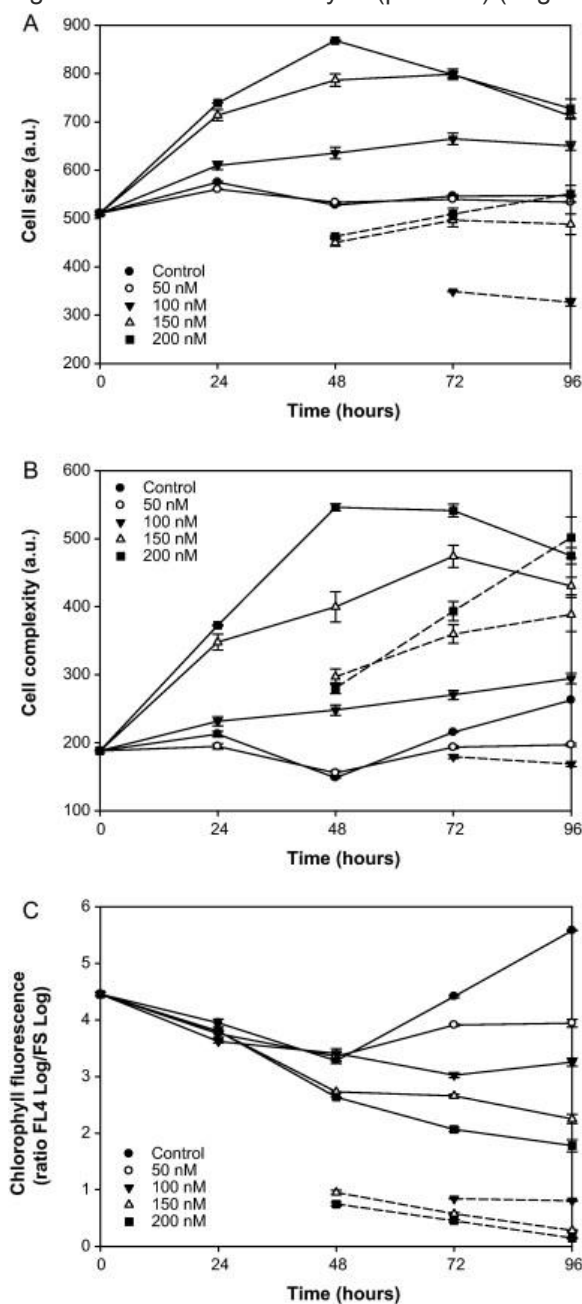 A
900
800
700
600
500
400
300
200
Cell size (a.u.)
Control
50 nM
100 nM
150 nM
200 nM
0 24 48 72 96
Time (hours)
B
600
500
400
300
200
100
Cell complexity (a.u.)
Control
50 nM
100 nM
150 nM
200 nM
0 24 48 72 96
Time (hours)
C
6
5
4
3
2
1
0
Chlorophyll fluorescence
(ratio FL4 Log/FS Log)
Control
50 nM
100 nM
150 nM
200 nM
0 24 48 72 96
Time (hours)